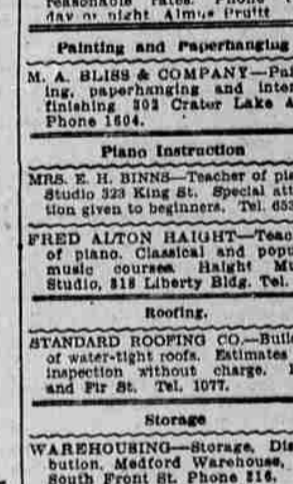 reasonable rates. Phone
day or night Almus Pruitt
Painting and Paperhanging
M. A. BLISS & COMPANY—Pai
ing, paperhanging and inter
finishing 302 Crater Lake A
Phone 1604.
Piano Instruction
MRS. E. H. BINNS—Teacher of pia
Studio 323 King St. Special att
tion given to beginners. Tel. 653
FRED ALTON HAIGHT—Teac
of piano. Classical and popu
music courses Haight Mu
Studio, 318 Liberty Bldg. Tel.
Roofing.
STANDARD ROOFING CO.—Buil
of water-tight roofs. Estimates
inspection without charge.
and Fir St. Tel. 1077.
Storage
WAREHOUSING—Storage, Dis
bution. Medford Warehouse,
South Front St. Phone 216.